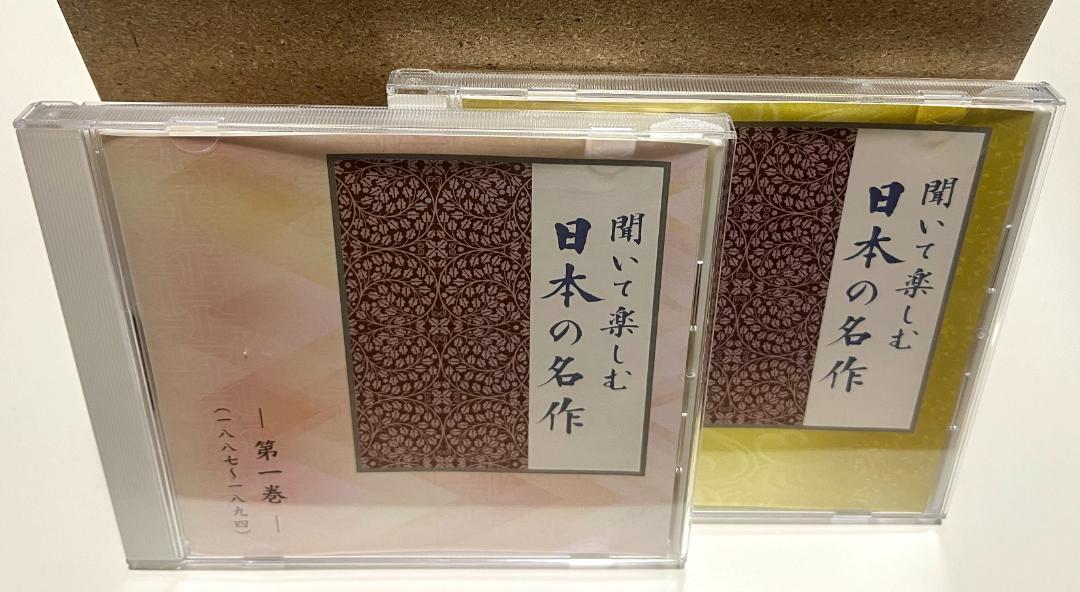 聞いて楽しむ
日本の名作
―第一巻―
(一八八七〜一八九四)
聞いて楽しむ
日本の名作